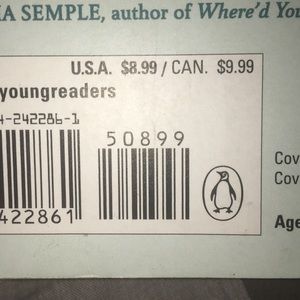 IA SEMPLE, author of Where'd You
U.S.A. $8.99 / CAN. $9.99
youngreaders
4-242286-1
50899
422861
Cov
Cov
Age